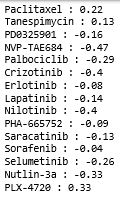 Paclitaxel : 0.22
Tanespimycin : 0.13
PD0325901 : -0.16
NVP-TAE684 : -0.47
Palbociclib : -0.29
Crizotinib : -0.4
Erlotinib : -0.08
Lapatinib : -0.14
Nilotinib : -0.4
PHA-665752 : -0.09
Saracatinib : -0.13
Sorafenib : -0.04
Selumetinib : -0.26
Nutlin-3a : -0.33
PLX-4720 : 0.33